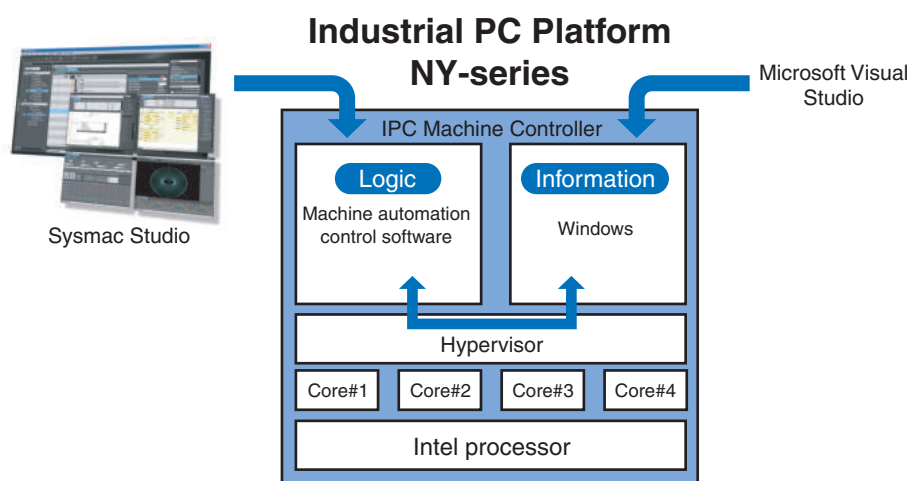 Industrial PC Platform
NY-series
Microsoft Visual
Studio
Sysmac Studio
IPC Machine Controller
Logic
Machine automation
control software
Information
Windows
Hypervisor
Core#1
Core#2
Core#3
Core#4
Intel processor